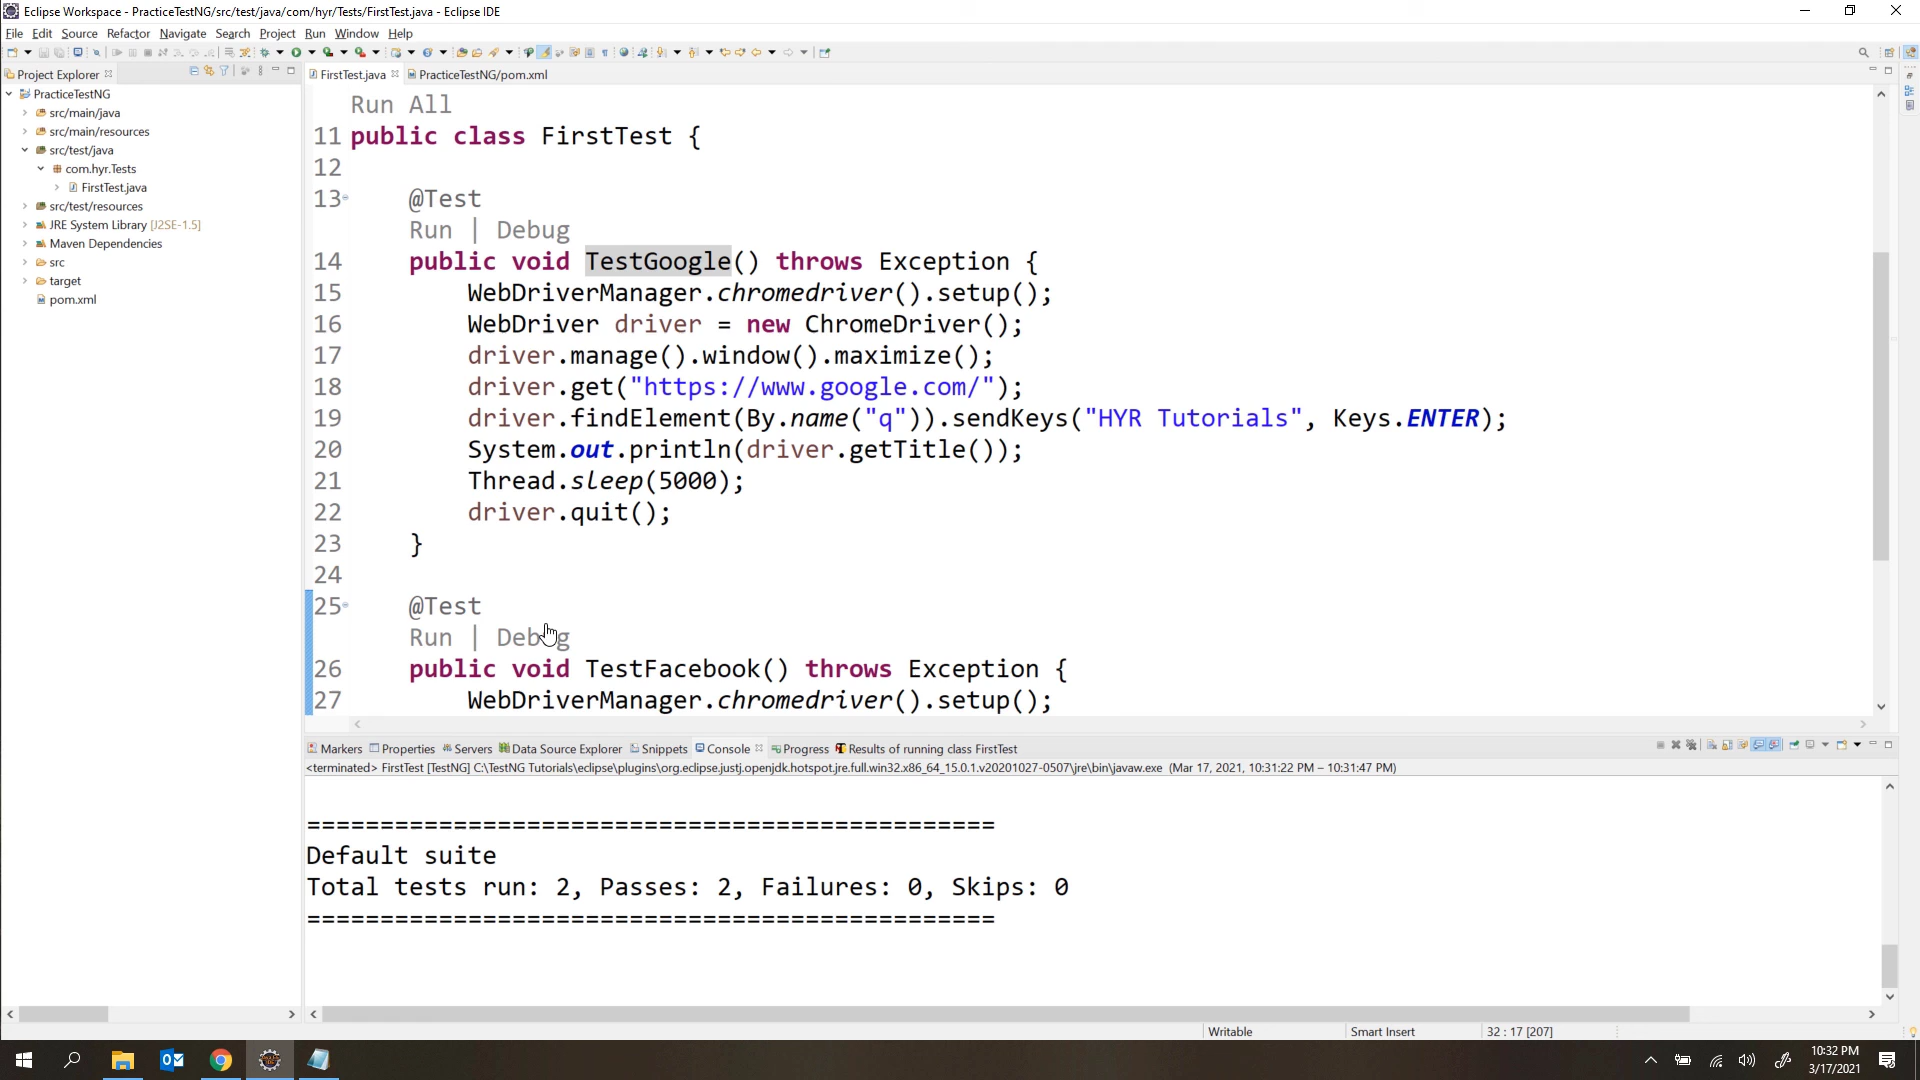 Eclipse Workspace - PracticeTestNG/src/test/java/com/hyr/Tests/FirstTest.java - Eclipse IDE
File Edit Source Refactor Navigate Search Project Run Window Help
Project Explorer
FirstTest.java PracticeTestNG/pom.xml
PracticeTestNG
src/main/java
src/main/resources
src/test/java
com.hyr.Tests
FirstTest.java
src/test/resources
JRE System Library [J2SE-1.5]
Maven Dependencies
src
target
pom.xml
Run All
11 public class FirstTest {
12
13 @Test
Run | Debug
14 public void TestGoogle() throws Exception {
15 WebDriverManager.chromedriver().setup();
16 WebDriver driver = new ChromeDriver();
17 driver.manage().window().maximize();
18 driver.get("https://www.google.com/");
19 driver.findElement(By.name("q")).sendKeys("HYR Tutorials", Keys.ENTER);
20 System.out.println(driver.getTitle());
21 Thread.sleep(5000);
22 driver.quit();
23 }
24
25 @Test
Run | Debug
26 public void TestFacebook() throws Exception {
27 WebDriverManager.chromedriver().setup();
Markers Properties Servers Data Source Explorer Snippets Console Progress Results of running class FirstTest
<terminated> FirstTest [TestNG] C:\TestNG Tutorials\eclipse\plugins\org.eclipse.justj.openjdk.hotspot.jre.full.win32.x86_64_15.0.1.v20201027-0507\jre\bin\javaw.exe (Mar 17, 2021, 10:31:22 PM – 10:31:47 PM)
===============================================
Default suite
Total tests run: 2, Passes: 2, Failures: 0, Skips: 0
===============================================
Writable Smart Insert 32 : 17 [207]
10:32 PM
3/17/2021